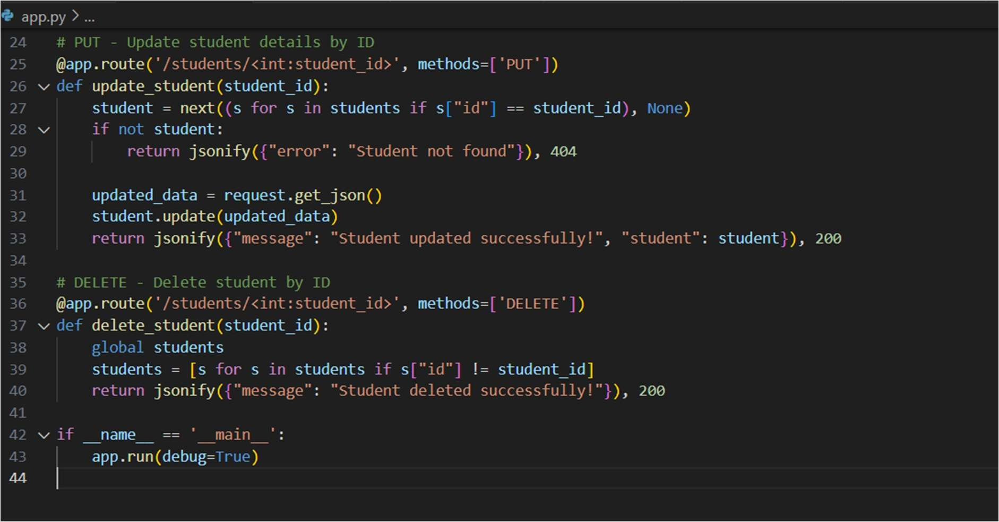 app.py > ...
24 # PUT - Update student details by ID
25 @app.route('/students/<int:student_id>', methods=['PUT'])
26 def update_student(student_id):
27     student = next((s for s in students if s["id"] == student_id), None)
28     if not student:
29         return jsonify({"error": "Student not found"}), 404
30
31     updated_data = request.get_json()
32     student.update(updated_data)
33     return jsonify({"message": "Student updated successfully!", "student": student}), 200
34
35 # DELETE - Delete student by ID
36 @app.route('/students/<int:student_id>', methods=['DELETE'])
37 def delete_student(student_id):
38     global students
39     students = [s for s in students if s["id"] != student_id]
40     return jsonify({"message": "Student deleted successfully!"}), 200
41
42 if __name__ == '__main__':
43     app.run(debug=True)
44